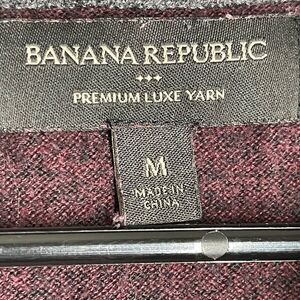 BANANA REPUBLIC
PREMIUM LUXE YARN
M
MADE IN
CHINA